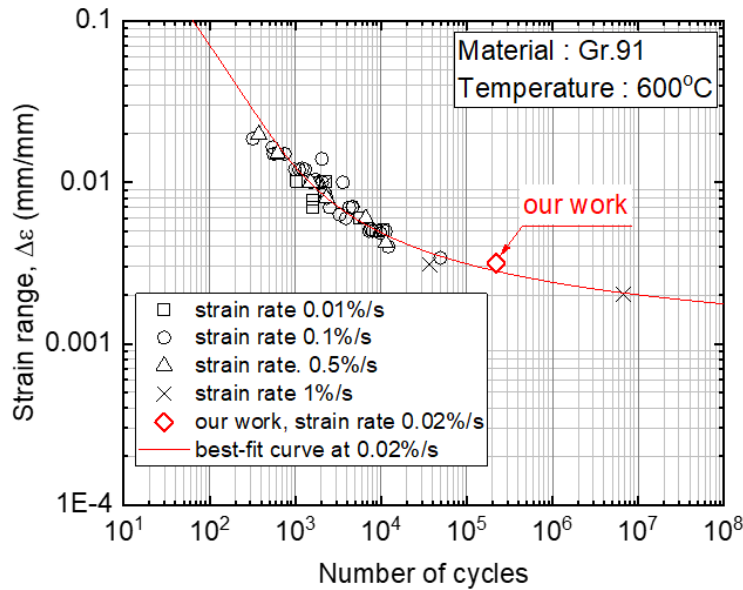 Material : Gr.91
Temperature : 600°C
our work
strain rate 0.01%/s
strain rate 0.1%/s
strain rate. 0.5%/s
strain rate 1%/s
our work, strain rate 0.02%/s
best-fit curve at 0.02%/s
Strain range, Δε (mm/mm)
0.1
0.01
0.001
1E-4
10¹ 10² 10³ 10⁴ 10⁵ 10⁶ 10⁷ 10⁸
Number of cycles